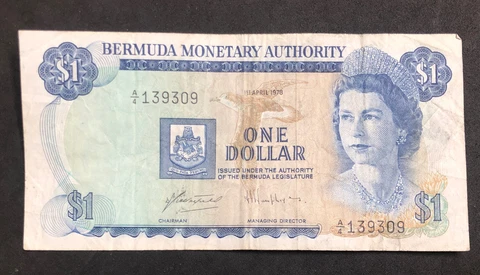 BERMUDA MONETARY AUTHORITY
$1
$1
A/4 139309
1st APRIL 1978
ONE
DOLLAR
ISSUED UNDER THE AUTHORITY
OF THE BERMUDA LEGISLATURE
CHAIRMAN
MANAGING DIRECTOR
$1
A/4 139309
$1